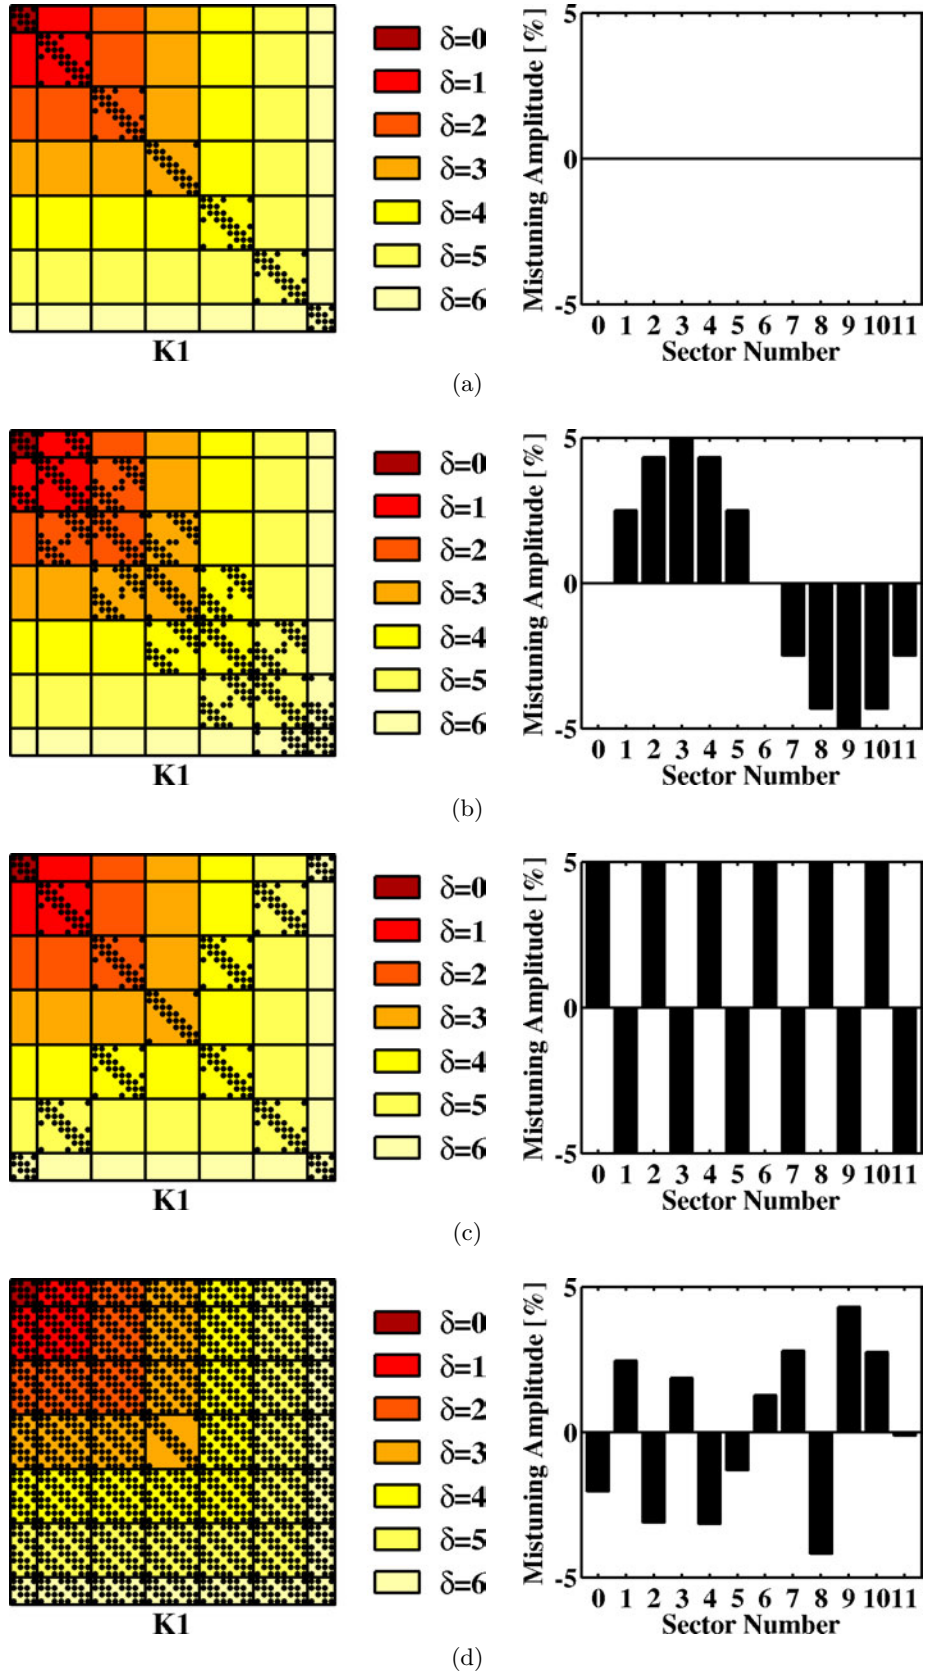 δ=0
δ=1
δ=2
δ=3
δ=4
δ=5
δ=6
K1
Mistuning Amplitude [%]
5
0
-5
0 1 2 3 4 5 6 7 8 9 10 11
Sector Number
(a)
δ=0
δ=1
δ=2
δ=3
δ=4
δ=5
δ=6
K1
Mistuning Amplitude [%]
5
0
-5
0 1 2 3 4 5 6 7 8 9 10 11
Sector Number
(b)
δ=0
δ=1
δ=2
δ=3
δ=4
δ=5
δ=6
K1
Mistuning Amplitude [%]
5
0
-5
0 1 2 3 4 5 6 7 8 9 10 11
Sector Number
(c)
δ=0
δ=1
δ=2
δ=3
δ=4
δ=5
δ=6
K1
Mistuning Amplitude [%]
5
0
-5
0 1 2 3 4 5 6 7 8 9 10 11
Sector Number
(d)